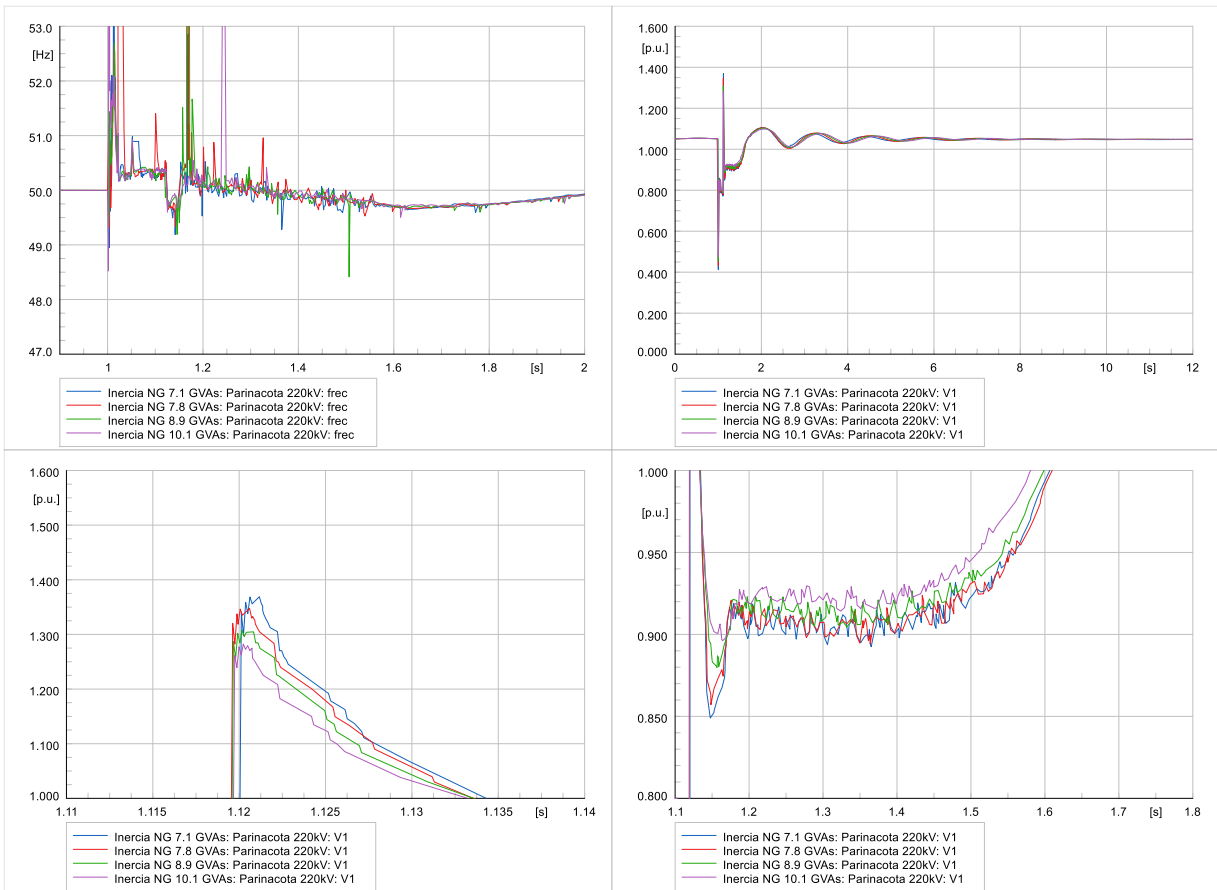 53.0
[Hz]
52.0
51.0
50.0
49.0
48.0
47.0
1 1.2 1.4 1.6 1.8 [s] 2
Inercia NG 7.1 GVAs: Parinacota 220kV: frec
Inercia NG 7.8 GVAs: Parinacota 220kV: frec
Inercia NG 8.9 GVAs: Parinacota 220kV: frec
Inercia NG 10.1 GVAs: Parinacota 220kV: frec
1.600
[p.u.]
1.400
1.200
1.000
0.800
0.600
0.400
0.200
0.000
0 2 4 6 8 10 [s] 12
Inercia NG 7.1 GVAs: Parinacota 220kV: V1
Inercia NG 7.8 GVAs: Parinacota 220kV: V1
Inercia NG 8.9 GVAs: Parinacota 220kV: V1
Inercia NG 10.1 GVAs: Parinacota 220kV: V1
1.600
[p.u.]
1.500
1.400
1.300
1.200
1.100
1.000
1.11 1.115 1.12 1.125 1.13 1.135 [s] 1.14
Inercia NG 7.1 GVAs: Parinacota 220kV: V1
Inercia NG 7.8 GVAs: Parinacota 220kV: V1
Inercia NG 8.9 GVAs: Parinacota 220kV: V1
Inercia NG 10.1 GVAs: Parinacota 220kV: V1
1.000
[p.u.]
0.950
0.900
0.850
0.800
1.1 1.2 1.3 1.4 1.5 1.6 1.7 [s] 1.8
Inercia NG 7.1 GVAs: Parinacota 220kV: V1
Inercia NG 7.8 GVAs: Parinacota 220kV: V1
Inercia NG 8.9 GVAs: Parinacota 220kV: V1
Inercia NG 10.1 GVAs: Parinacota 220kV: V1